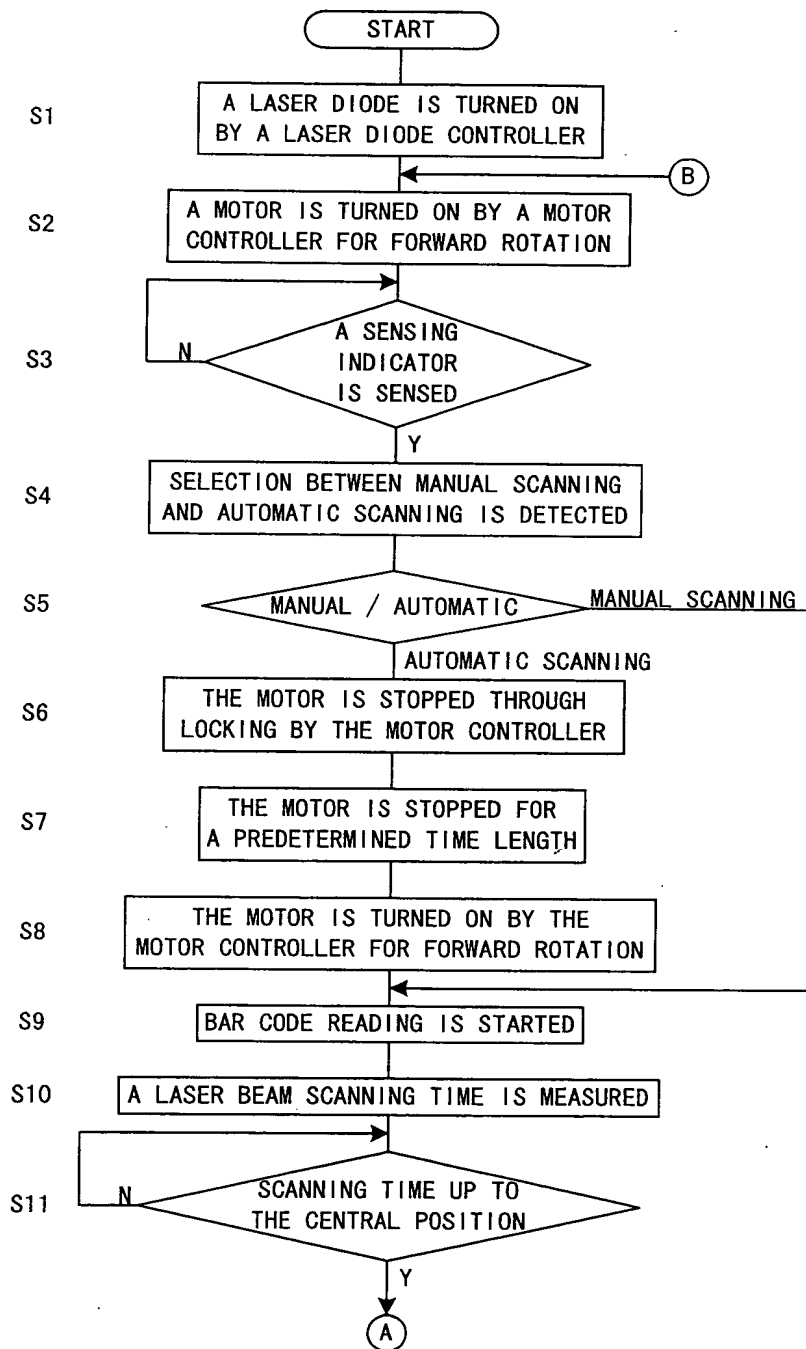 START
S1
A LASER DIODE IS TURNED ON
BY A LASER DIODE CONTROLLER
B
S2
A MOTOR IS TURNED ON BY A MOTOR
CONTROLLER FOR FORWARD ROTATION
S3
N
A SENSING
INDICATOR
IS SENSED
Y
S4
SELECTION BETWEEN MANUAL SCANNING
AND AUTOMATIC SCANNING IS DETECTED
S5
MANUAL / AUTOMATIC
MANUAL SCANNING
AUTOMATIC SCANNING
S6
THE MOTOR IS STOPPED THROUGH
LOCKING BY THE MOTOR CONTROLLER
S7
THE MOTOR IS STOPPED FOR
A PREDETERMINED TIME LENGTH
S8
THE MOTOR IS TURNED ON BY THE
MOTOR CONTROLLER FOR FORWARD ROTATION
S9
BAR CODE READING IS STARTED
S10
A LASER BEAM SCANNING TIME IS MEASURED
S11
N
SCANNING TIME UP TO
THE CENTRAL POSITION
Y
A